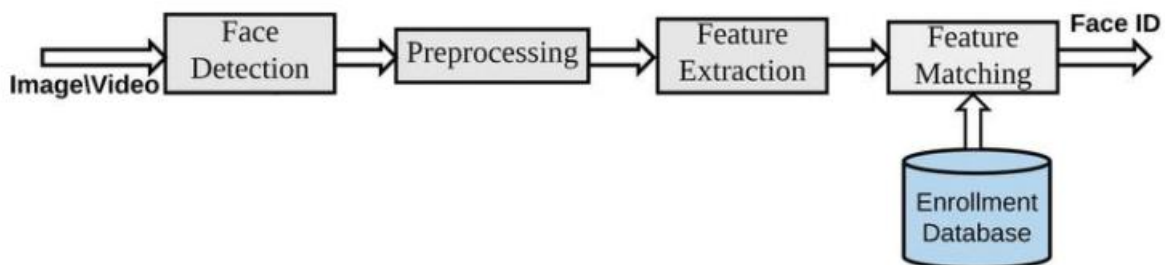 Image\Video
Face
Detection
Preprocessing
Feature
Extraction
Feature
Matching
Face ID
Enrollment
Database